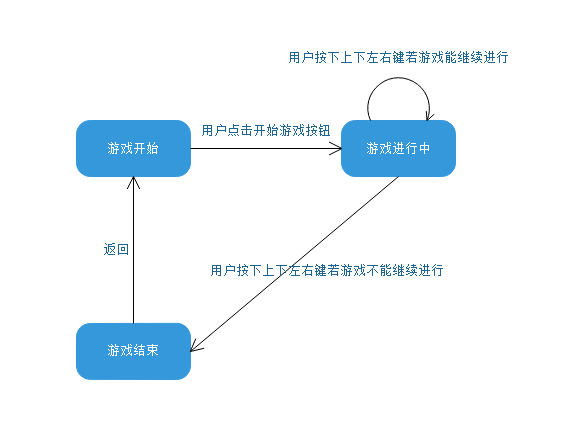 用户按下上下左右键若游戏能继续进行
用户点击开始游戏按钮
游戏开始
游戏进行中
返回
用户按下上下左右键若游戏不能继续进行
游戏结束